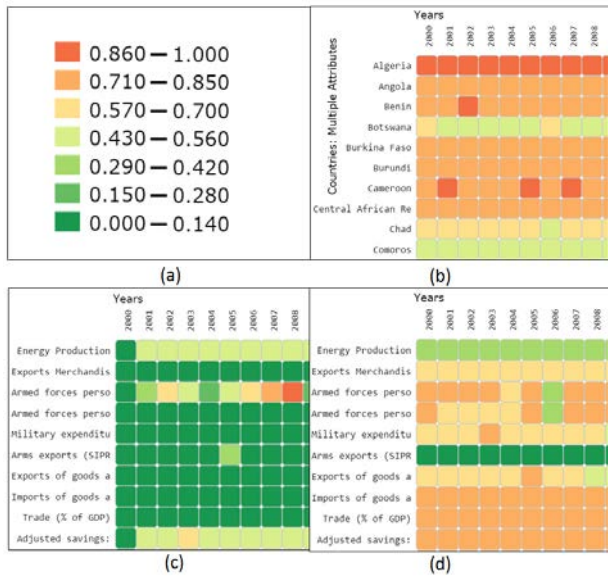 0.860 — 1.000
0.710 — 0.850
0.570 — 0.700
0.430 — 0.560
0.290 — 0.420
0.150 — 0.280
0.000 — 0.140
(a)
Years
2000 2001 2002 2003 2004 2005 2006 2007 2008
Countries: Multiple Attributes
Algeria
Angola
Benin
Botswana
Burkina Faso
Burundi
Cameroon
Central African Re
Chad
Comoros
(b)
Years
2000 2001 2002 2003 2004 2005 2006 2007 2008
Energy Production
Exports Merchandis
Armed forces perso
Armed forces perso
Military expenditu
Arms exports (SIPR
Exports of goods a
Imports of goods a
Trade (% of GDP)
Adjusted savings:
(c)
Years
2000 2001 2002 2003 2004 2005 2006 2007 2008
Energy Production
Exports Merchandis
Armed forces perso
Armed forces perso
Military expenditu
Arms exports (SIPR
Exports of goods a
Imports of goods a
Trade (% of GDP)
Adjusted savings:
(d)